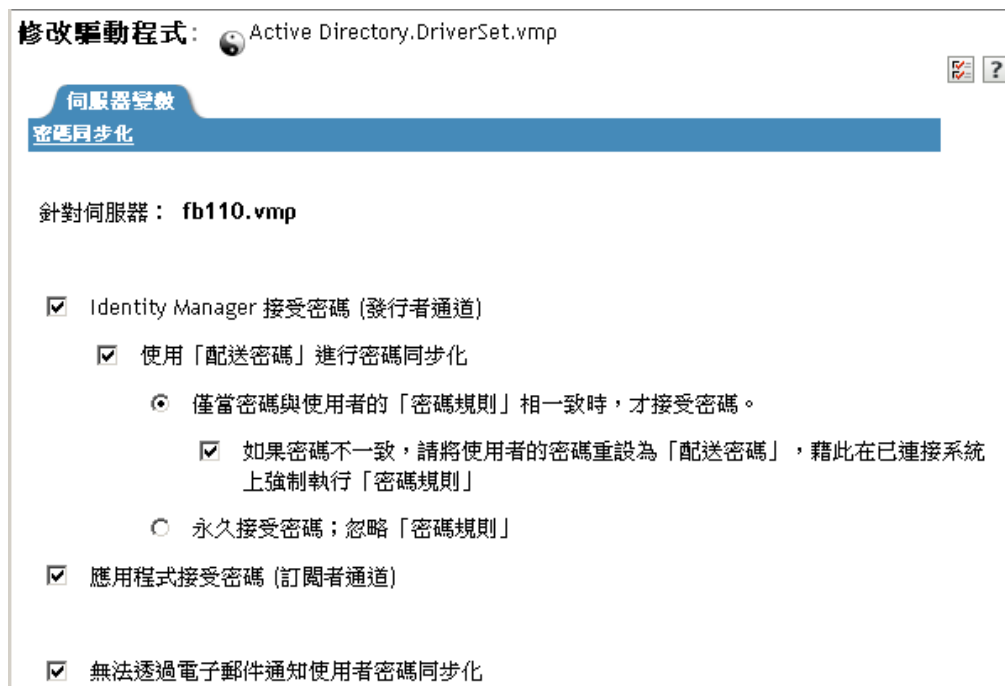 修改驅動程式: Active Directory.DriverSet.vmp
?
伺服器變數
密碼同步化
針對伺服器： fb110.vmp
Identity Manager 接受密碼 (發行者通道)
使用「配送密碼」進行密碼同步化
僅當密碼與使用者的「密碼規則」相一致時，才接受密碼。
如果密碼不一致，請將使用者的密碼重設為「配送密碼」，藉此在已連接系統
上強制執行「密碼規則」
永久接受密碼；忽略「密碼規則」
應用程式接受密碼 (訂閱者通道)
無法透過電子郵件通知使用者密碼同步化